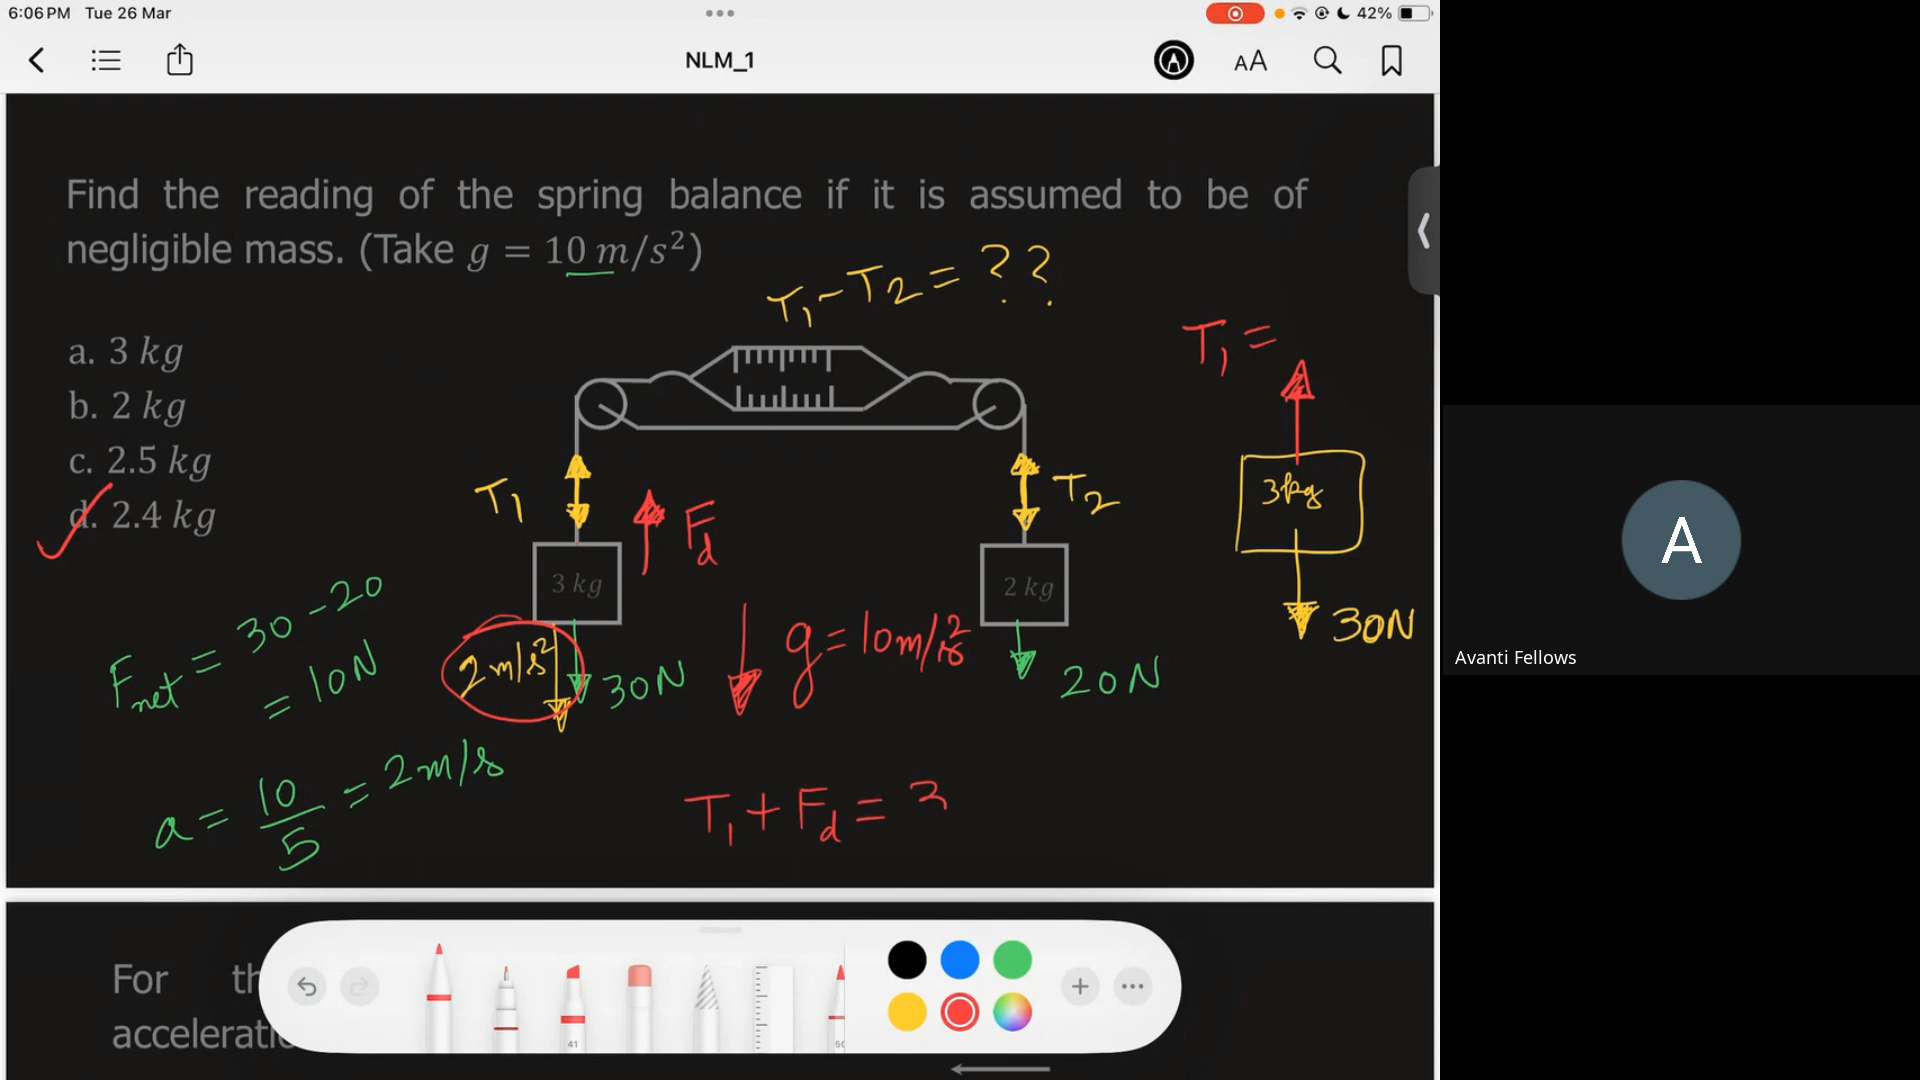 6:06 PM Tue 26 Mar
42%
NLM_1
AA
Find the reading of the spring balance if it is assumed to be of
negligible mass. (Take g = 10 m/s²)
T₁ - T₂ = ??
T₁ =
a. 3 kg
b. 2 kg
c. 2.5 kg
d. 2.4 kg
T₁
F_d
T₂
3kg
3 kg
2 kg
F_net = 30 - 20
= 10N
2 m/s²
30N
g = 10m/s²
20N
30N
a = 10/5 = 2 m/s
T₁ + F_d = 3
A
Avanti Fellows
For th
accelerati
41
50